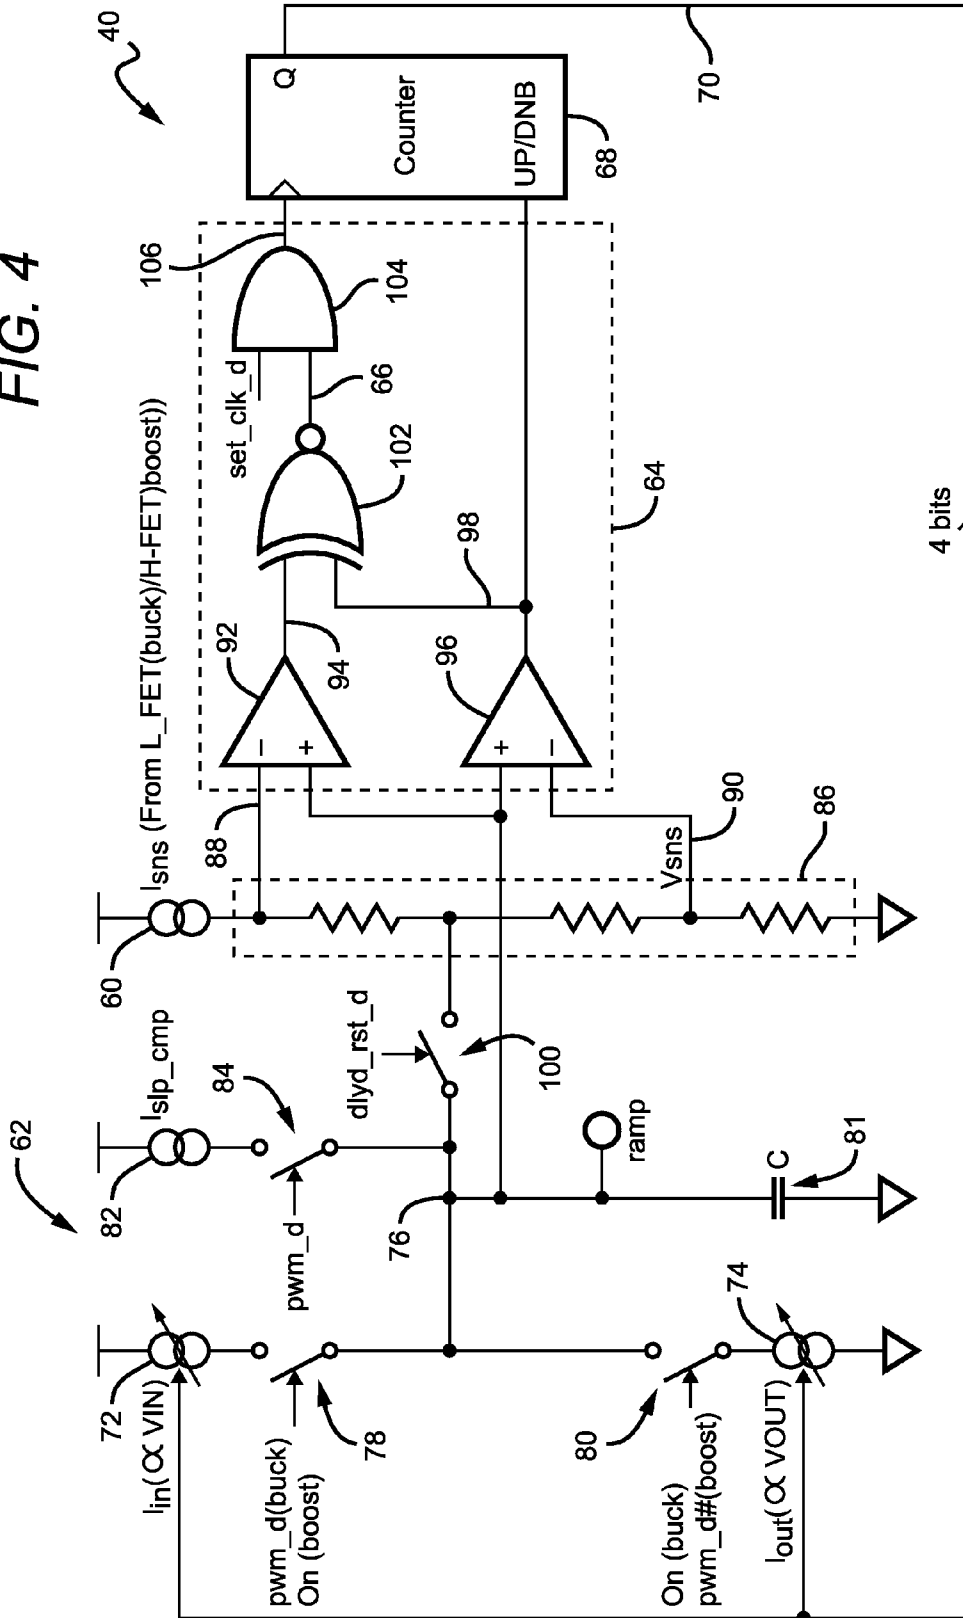 FIG. 4
40
62
60
Isns (From L_FET(buck)/H-FET)boost))
82
Islp_cmp
84
pwm_d
72
Iin(∝ VIN)
pwm_d(buck)
On (boost)
78
76
dlyd_rst_d
100
88
92
94
set_clk_d
66
102
106
104
Q
Counter
UP/DNB
68
70
98
96
64
Vsns
90
86
ramp
C
81
80
On (buck)
pwm_d#(boost)
74
Iout(∝ VOUT)
4 bits
−
+
+
−